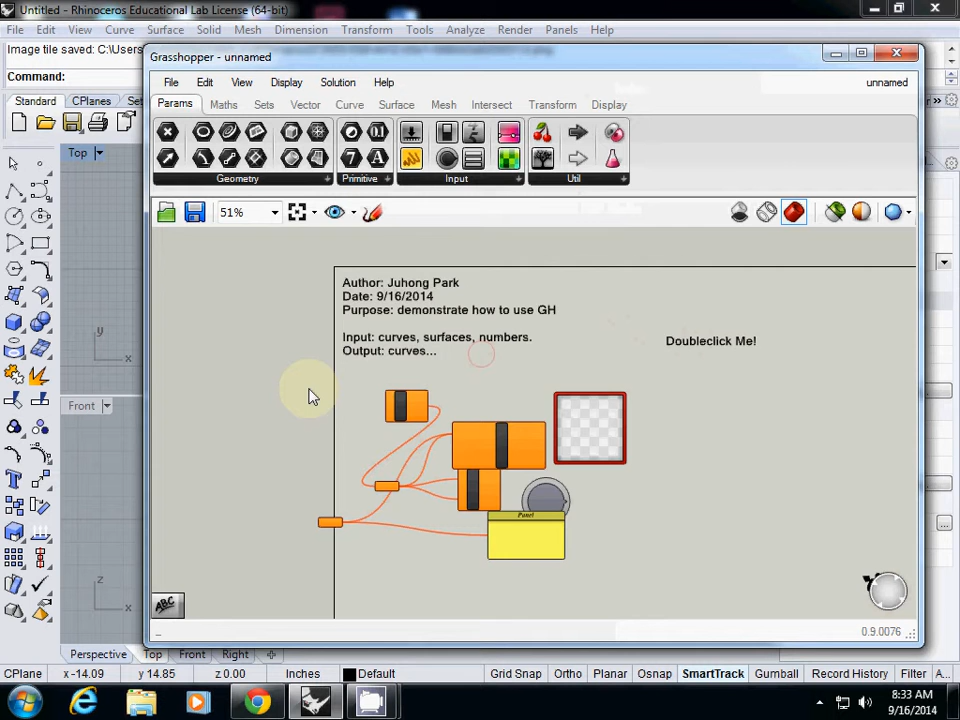 Untitled - Rhinoceros Educational Lab License (64-bit)
File Edit View Curve Surface Solid Mesh Dimension Transform Tools Analyze Render Panels Help
Image tile saved: C:\Users
Command:
Standard CPlanes Set
Grasshopper - unnamed
File Edit View Display Solution Help unnamed
Params Maths Sets Vector Curve Surface Mesh Intersect Transform Display
Geometry Primitive Input Util
51%
Top
Author: Juhong Park
Date: 9/16/2014
Purpose: demonstrate how to use GH
Input: curves, surfaces, numbers.
Output: curves...
Doubleclick Me!
Panel
Front
ABC
0.9.0076
y
x
z
x
Perspective Top Front Right
CPlane x -14.09 y 14.85 z 0.00 Inches Default Grid Snap Ortho Planar Osnap SmartTrack Gumball Record History Filter A...
8:33 AM
9/16/2014